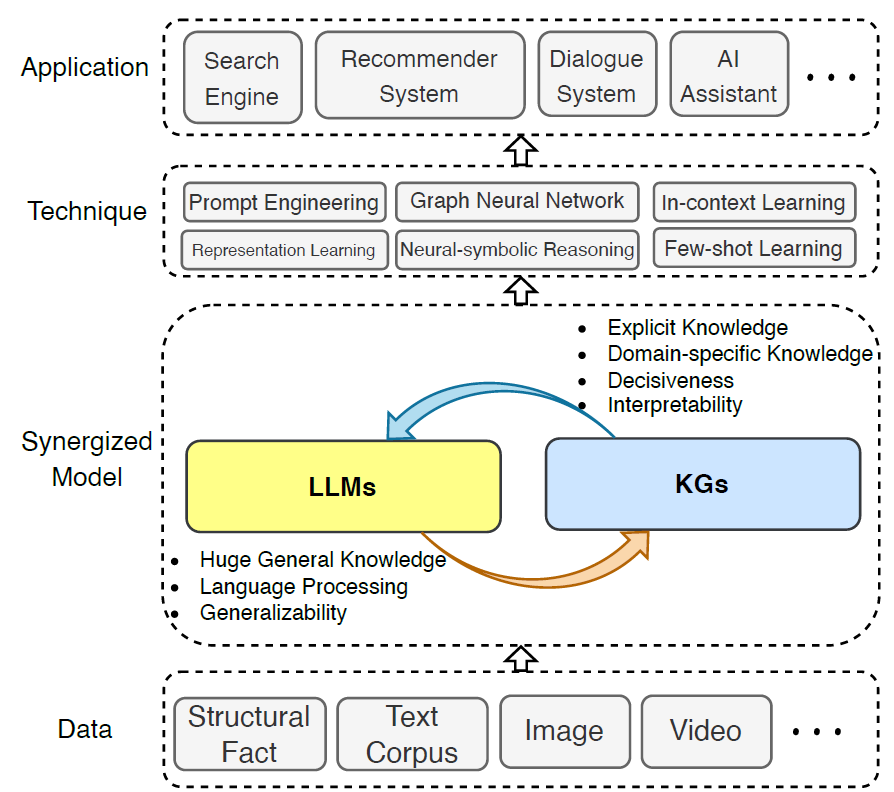 Application
Search
Engine
Recommender
System
Dialogue
System
AI
Assistant
Technique
Prompt Engineering
Graph Neural Network
In-context Learning
Representation Learning
Neural-symbolic Reasoning
Few-shot Learning
Synergized
Model
• Explicit Knowledge
• Domain-specific Knowledge
• Decisiveness
• Interpretability
LLMs
KGs
• Huge General Knowledge
• Language Processing
• Generalizability
Data
Structural
Fact
Text
Corpus
Image
Video